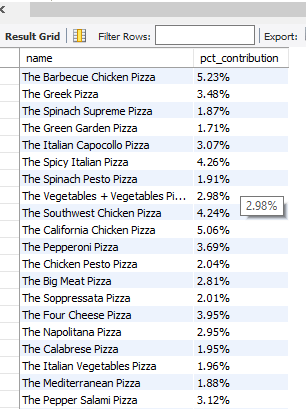 Result Grid Filter Rows: Export:
name pct_contribution
The Barbecue Chicken Pizza 5.23%
The Greek Pizza 3.48%
The Spinach Supreme Pizza 1.87%
The Green Garden Pizza 1.71%
The Italian Capocollo Pizza 3.07%
The Spicy Italian Pizza 4.26%
The Spinach Pesto Pizza 1.91%
The Vegetables + Vegetables Pi... 2.98%
2.98%
The Southwest Chicken Pizza 4.24%
The California Chicken Pizza 5.06%
The Pepperoni Pizza 3.69%
The Chicken Pesto Pizza 2.04%
The Big Meat Pizza 2.81%
The Soppressata Pizza 2.01%
The Four Cheese Pizza 3.95%
The Napolitana Pizza 2.95%
The Calabrese Pizza 1.95%
The Italian Vegetables Pizza 1.96%
The Mediterranean Pizza 1.88%
The Pepper Salami Pizza 3.12%